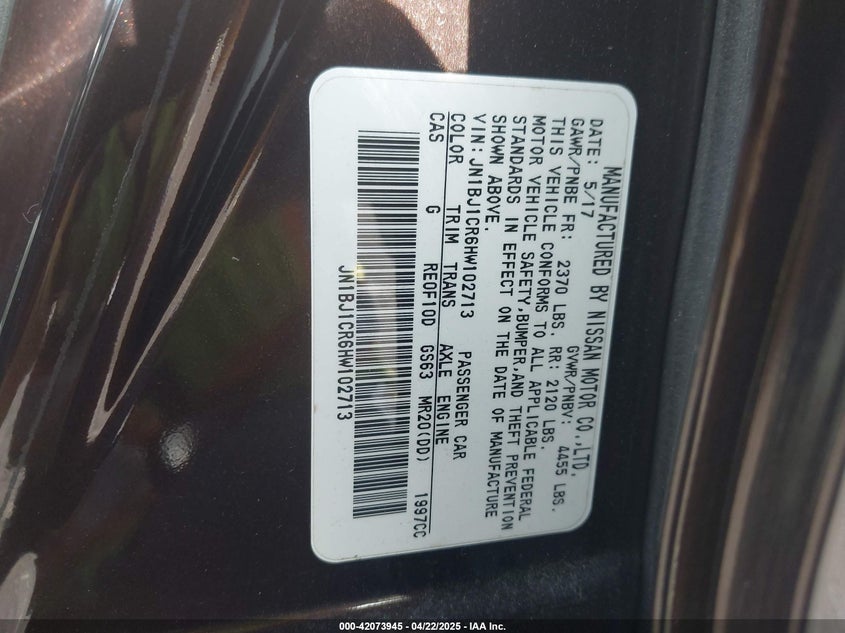 MANUFACTURED BY NISSAN MOTOR CO.,LTD.
DATE: 5/17 GVWR/PNBV: 4455 LBS.
GAWR/PNBE FR: 2370 LBS. RR: 2120 LBS.
THIS VEHICLE CONFORMS TO ALL APPLICABLE FEDERAL
MOTOR VEHICLE SAFETY,BUMPER,AND THEFT PREVENTION
STANDARDS IN EFFECT ON THE DATE OF MANUFACTURE
SHOWN ABOVE.
VIN:JN1BJ1CR6HW102713 PASSENGER CAR
COLOR TRIM TRANS AXLE ENGINE
CAS G RE0F10D GS63 MR20(DD) 1997CC
JN1BJ1CR6HW102713
000-42073945 - 04/22/2025 - IAA Inc.